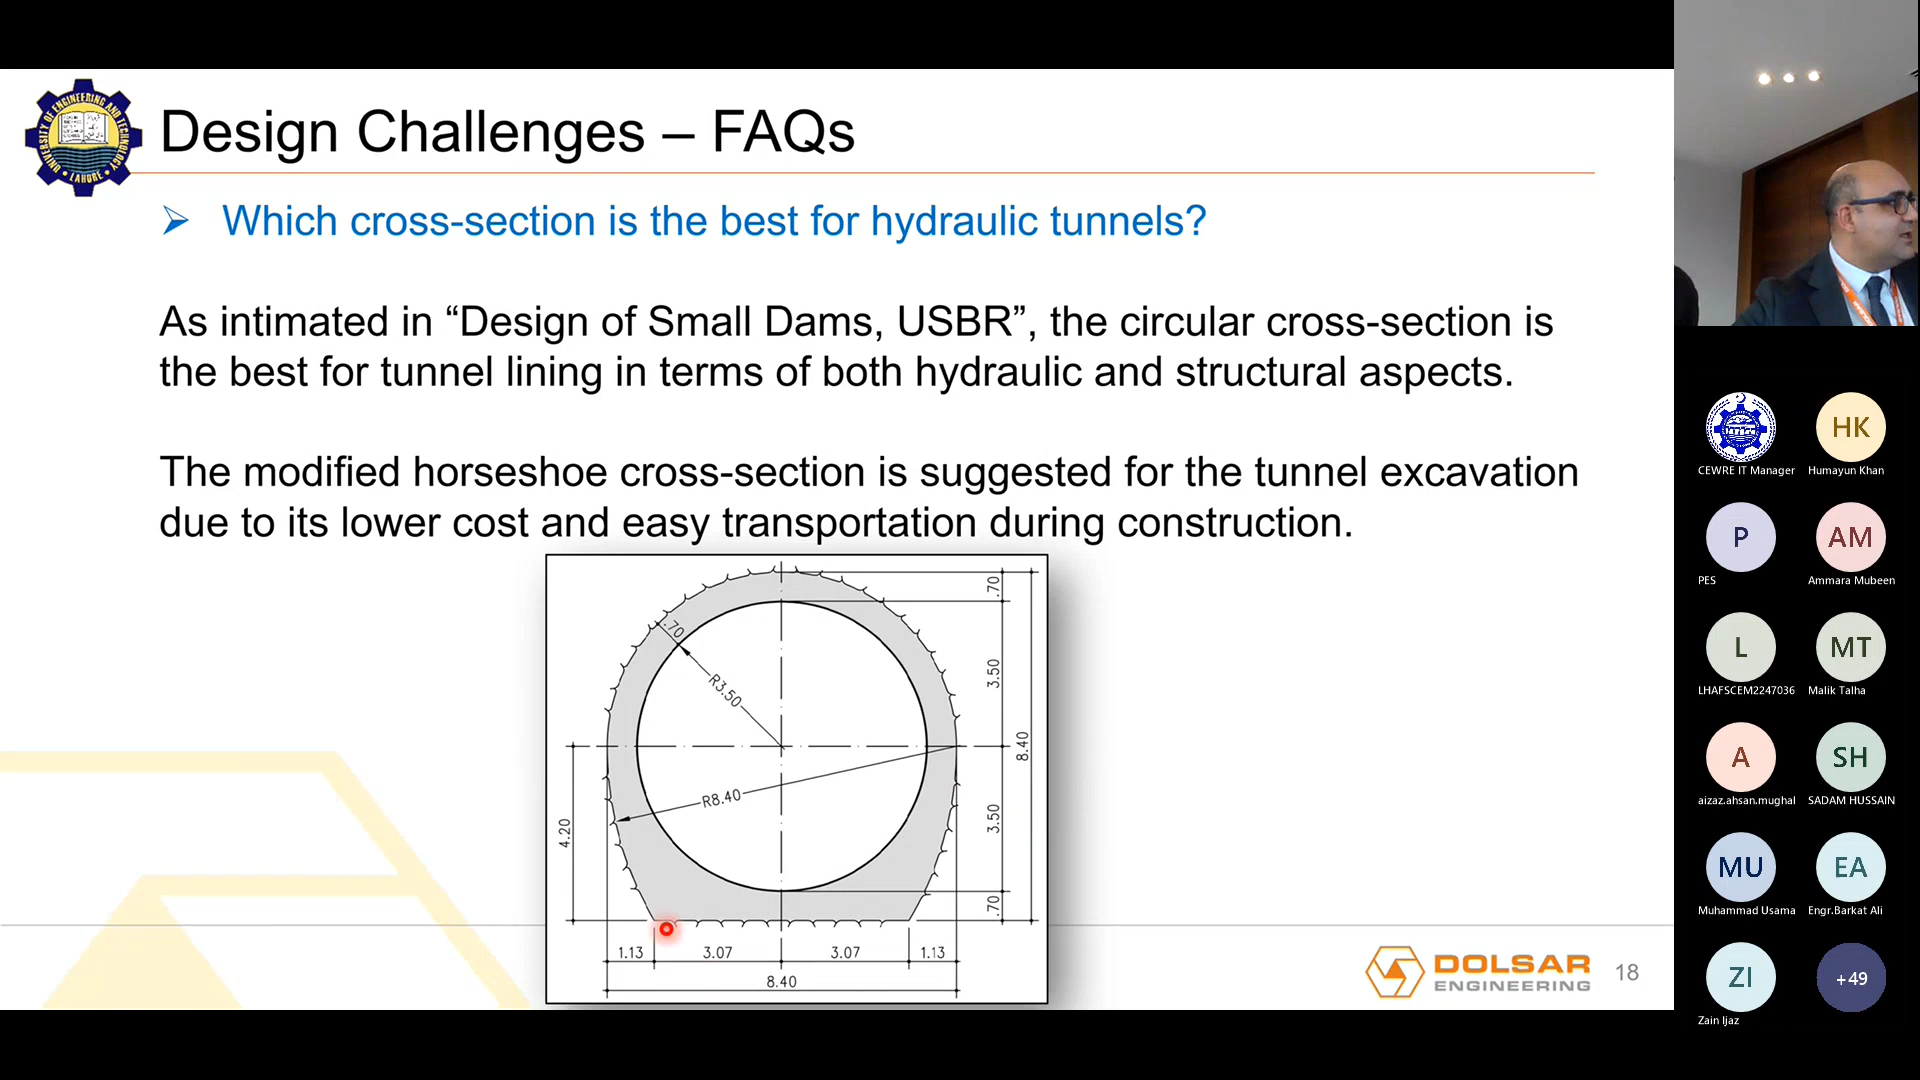 UNIVERSITY OF ENGINEERING AND TECHNOLOGY
LAHORE
Design Challenges – FAQs
➢ Which cross-section is the best for hydraulic tunnels?
As intimated in “Design of Small Dams, USBR”, the circular cross-section is
the best for tunnel lining in terms of both hydraulic and structural aspects.
The modified horseshoe cross-section is suggested for the tunnel excavation
due to its lower cost and easy transportation during construction.
.70
.70
R3.50
3.50
8.40
R8.40
4.20
3.50
.70
1.13
3.07
3.07
1.13
8.40
DOLSAR
ENGINEERING
18
CEWRE IT Manager
HK
Humayun Khan
P
PES
AM
Ammara Mubeen
L
LHAFSCEM2247036
MT
Malik Talha
A
aizaz.ahsan.mughal
SH
SADAM HUSSAIN
MU
Muhammad Usama
EA
Engr.Barkat Ali
ZI
Zain Ijaz
+49